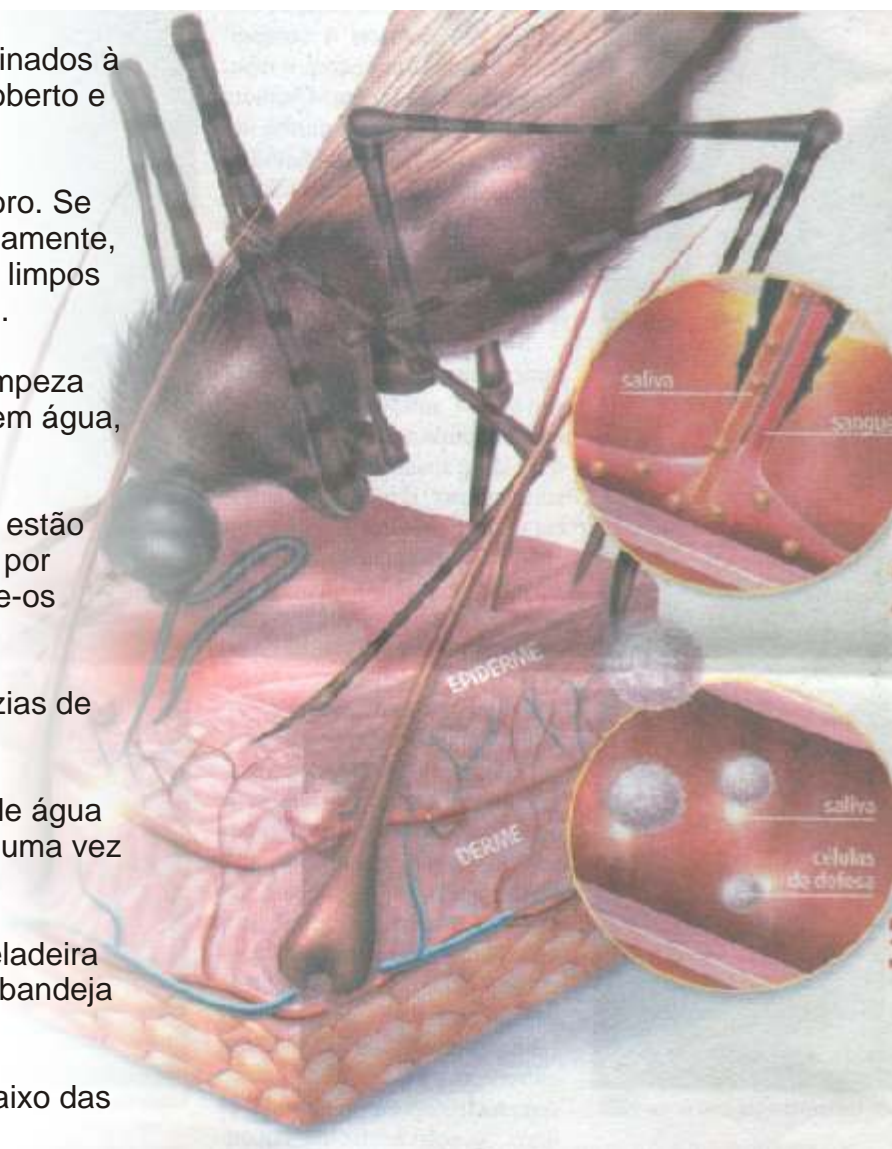 inados à
oberto e
bro. Se
amente,
limpos
.
mpeza
em água,
estão
por
e-os
zias de
de água
uma vez
eladeira
bandeja
aixo das
saliva
sangue
EPIDERME
DERME
saliva
células
de defesa